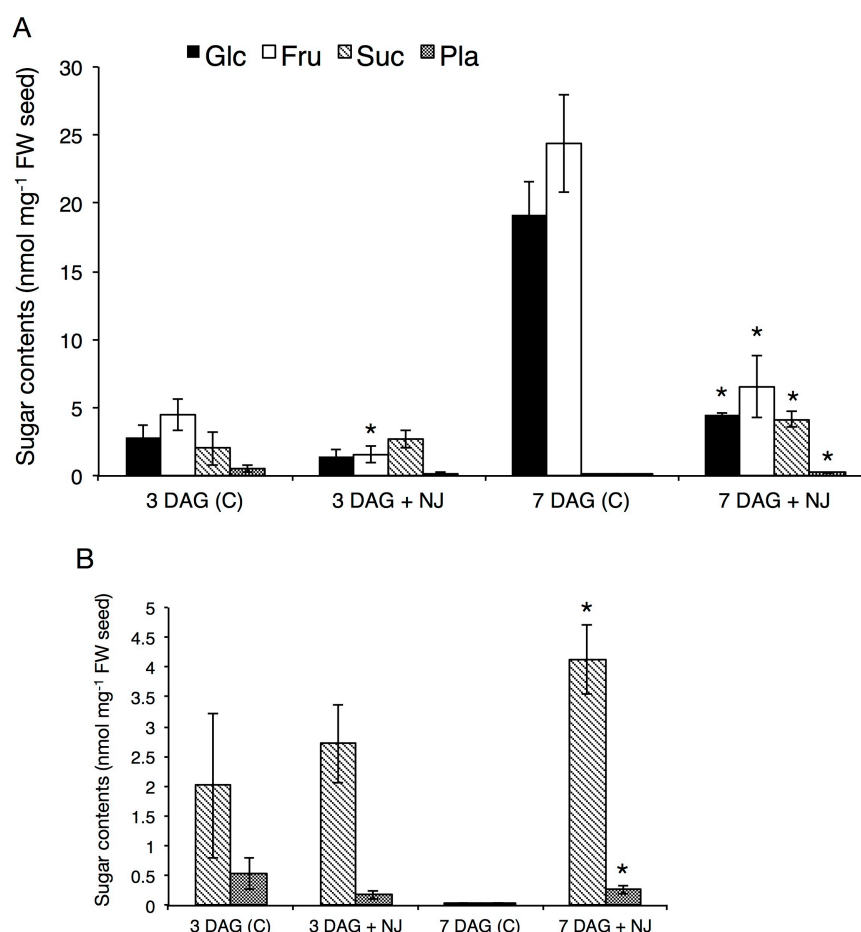 A
Glc Fru Suc Pla
Sugar contents (nmol mg-1 FW seed)
30
25
20
15
10
5
0
* * * * *
3 DAG (C) 3 DAG + NJ 7 DAG (C) 7 DAG + NJ
B
Sugar contents (nmol mg-1 FW seed)
5
4.5
4
3.5
3
2.5
2
1.5
1
0.5
0
* *
3 DAG (C) 3 DAG + NJ 7 DAG (C) 7 DAG + NJ